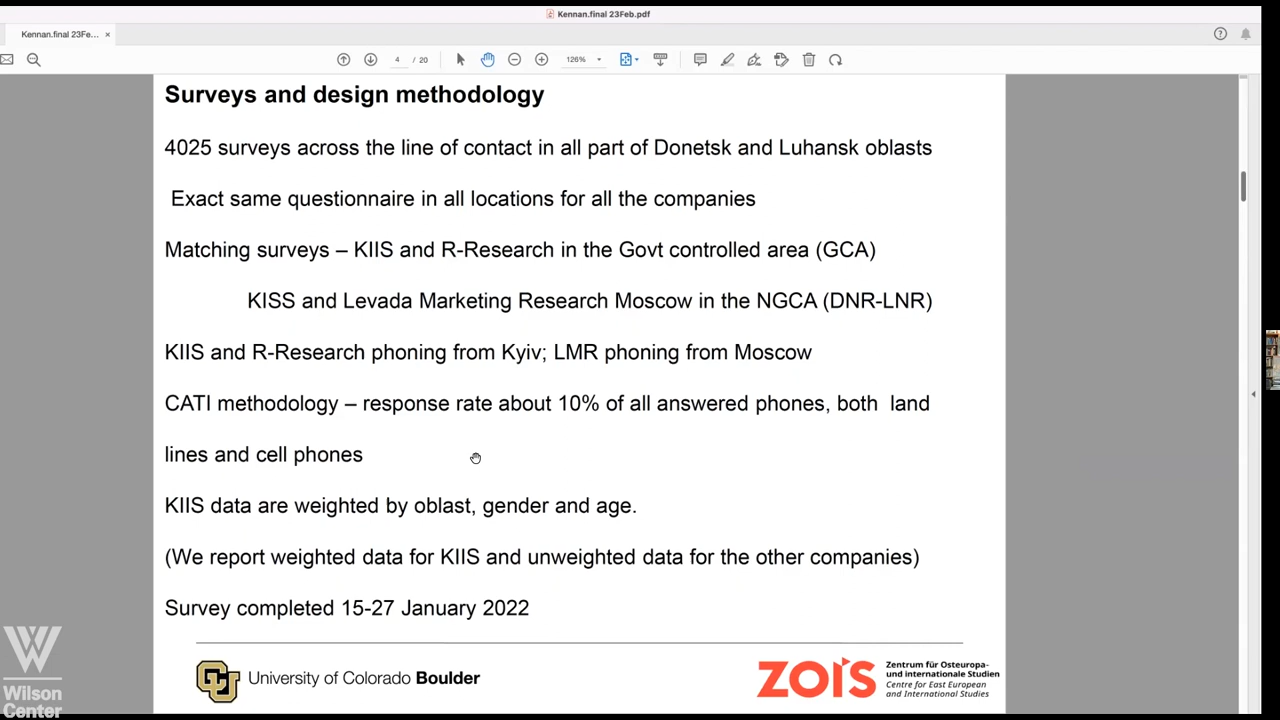 Kennan.final 23Feb.pdf
Kennan.final 23Fe... ×
4 / 20
126%
Surveys and design methodology
4025 surveys across the line of contact in all part of Donetsk and Luhansk oblasts
Exact same questionnaire in all locations for all the companies
Matching surveys – KIIS and R-Research in the Govt controlled area (GCA)
KISS and Levada Marketing Research Moscow in the NGCA (DNR-LNR)
KIIS and R-Research phoning from Kyiv; LMR phoning from Moscow
CATI methodology – response rate about 10% of all answered phones, both land
lines and cell phones
KIIS data are weighted by oblast, gender and age.
(We report weighted data for KIIS and unweighted data for the other companies)
Survey completed 15-27 January 2022
CU University of Colorado Boulder
ZOiS
Zentrum für Osteuropa-
und internationale Studien
Centre for East European
and International Studies
Wilson
Center